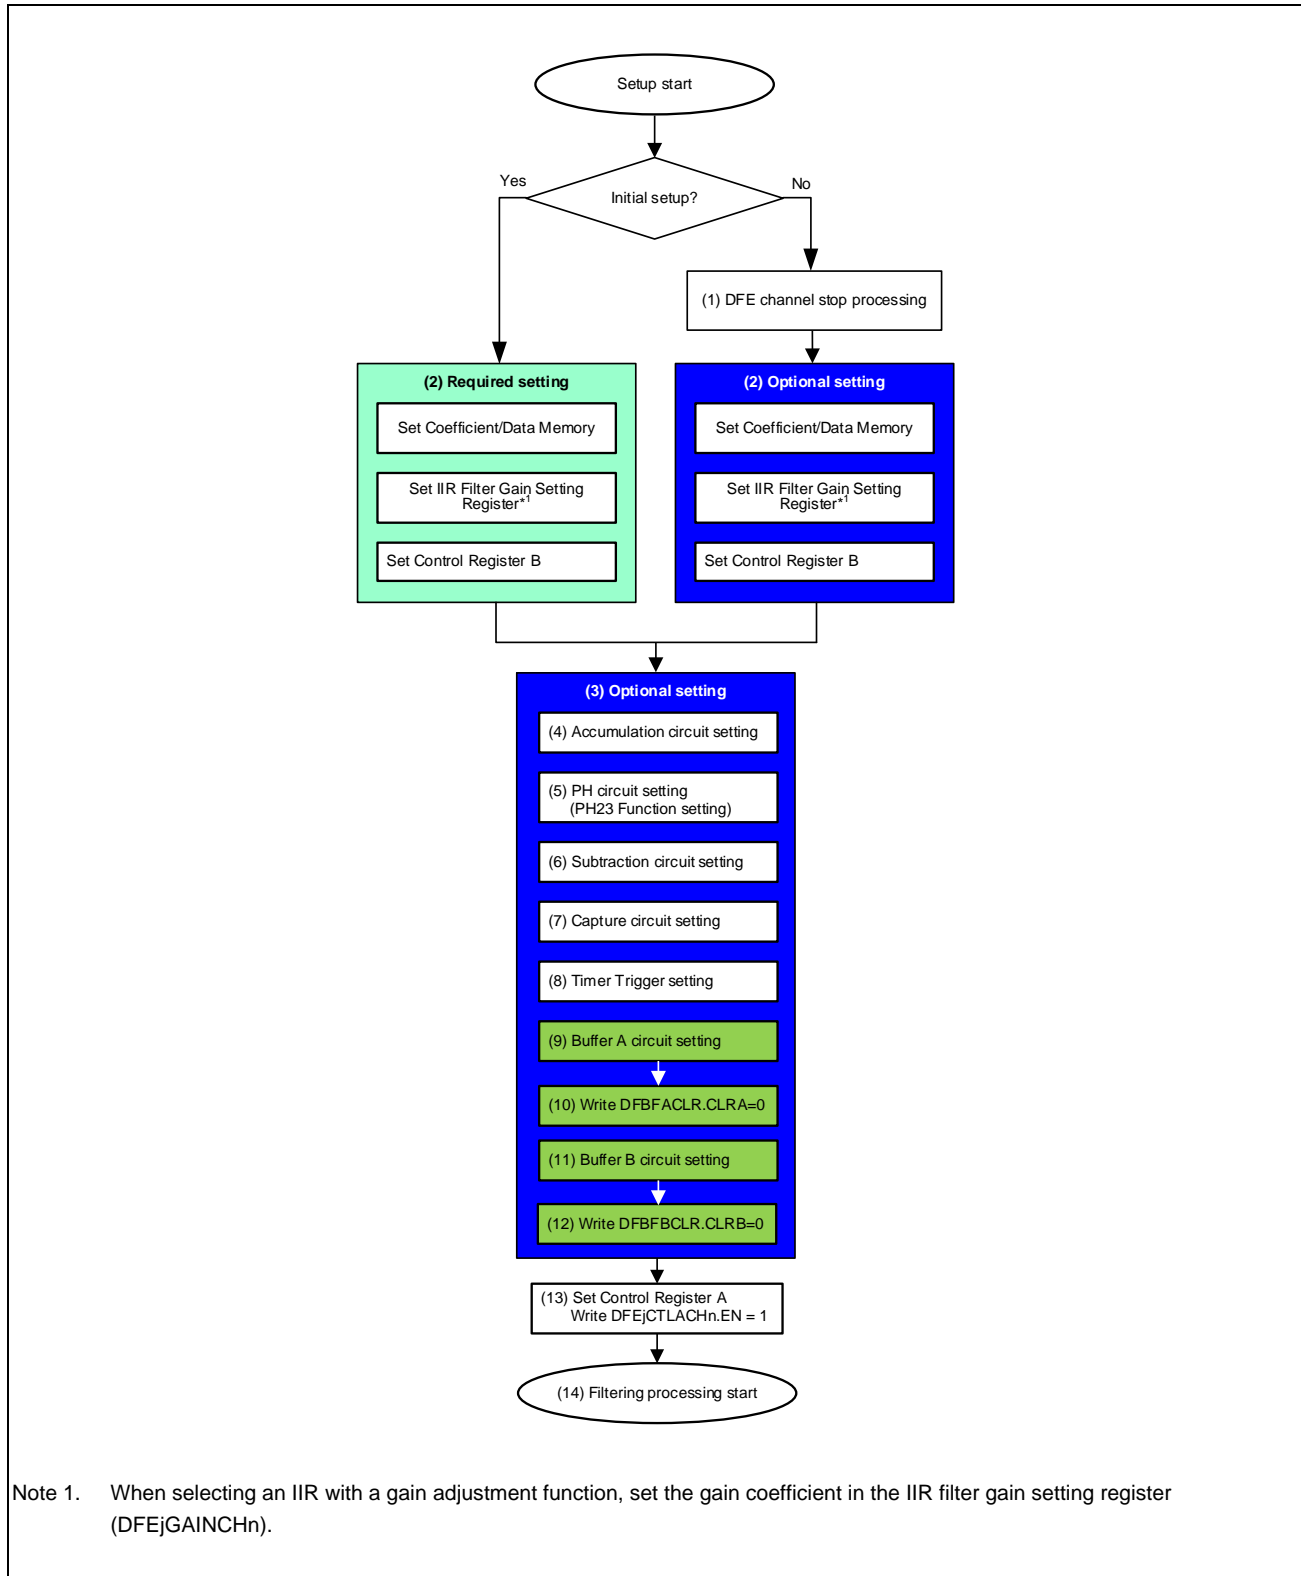 Setup start
Initial setup?
Yes
No
(1) DFE channel stop processing
(2) Required setting
Set Coefficient/Data Memory
Set IIR Filter Gain Setting
Register*1
Set Control Register B
(2) Optional setting
Set Coefficient/Data Memory
Set IIR Filter Gain Setting
Register*1
Set Control Register B
(3) Optional setting
(4) Accumulation circuit setting
(5) PH circuit setting
(PH23 Function setting)
(6) Subtraction circuit setting
(7) Capture circuit setting
(8) Timer Trigger setting
(9) Buffer A circuit setting
(10) Write DFBFACLR.CLRA=0
(11) Buffer B circuit setting
(12) Write DFBFBCLR.CLRB=0
(13) Set Control Register A
Write DFEjCTLACHn.EN = 1
(14) Filtering processing start
Note 1. When selecting an IIR with a gain adjustment function, set the gain coefficient in the IIR filter gain setting register
(DFEjGAINCHn).